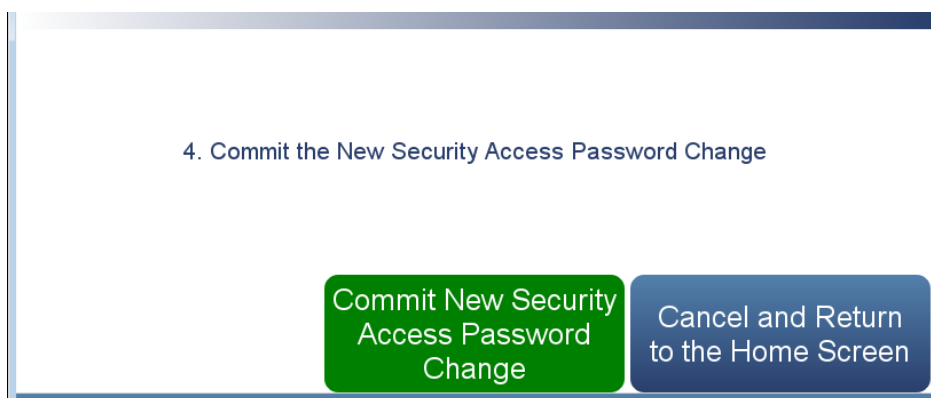 4. Commit the New Security Access Password Change
Commit New Security
Access Password
Change
Cancel and Return
to the Home Screen